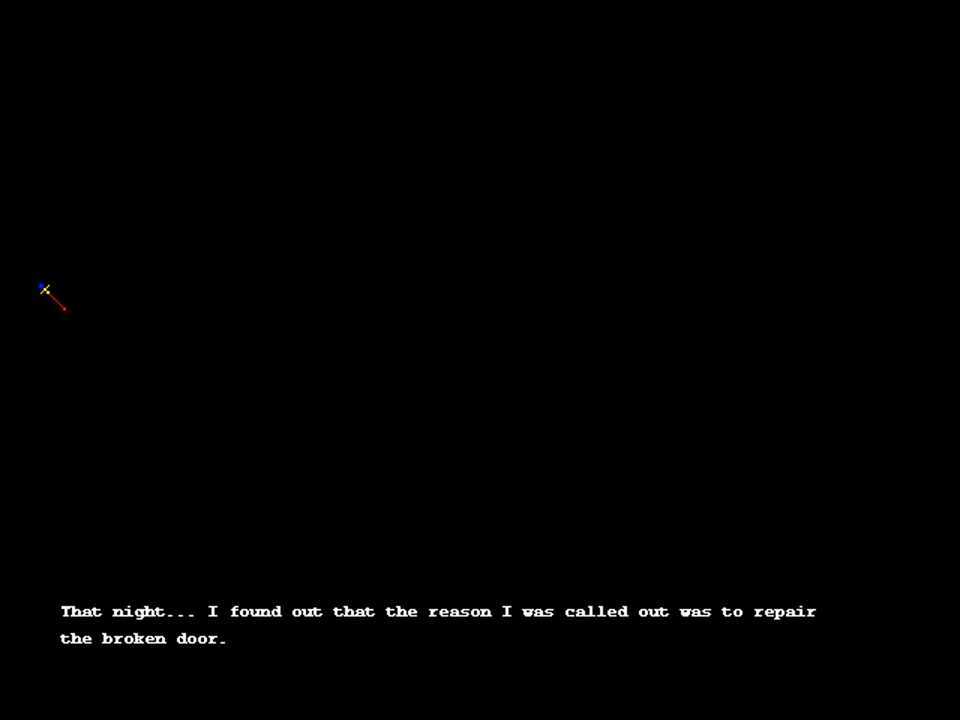 That night... I found out that the reason I was called out was to repair
the broken door.